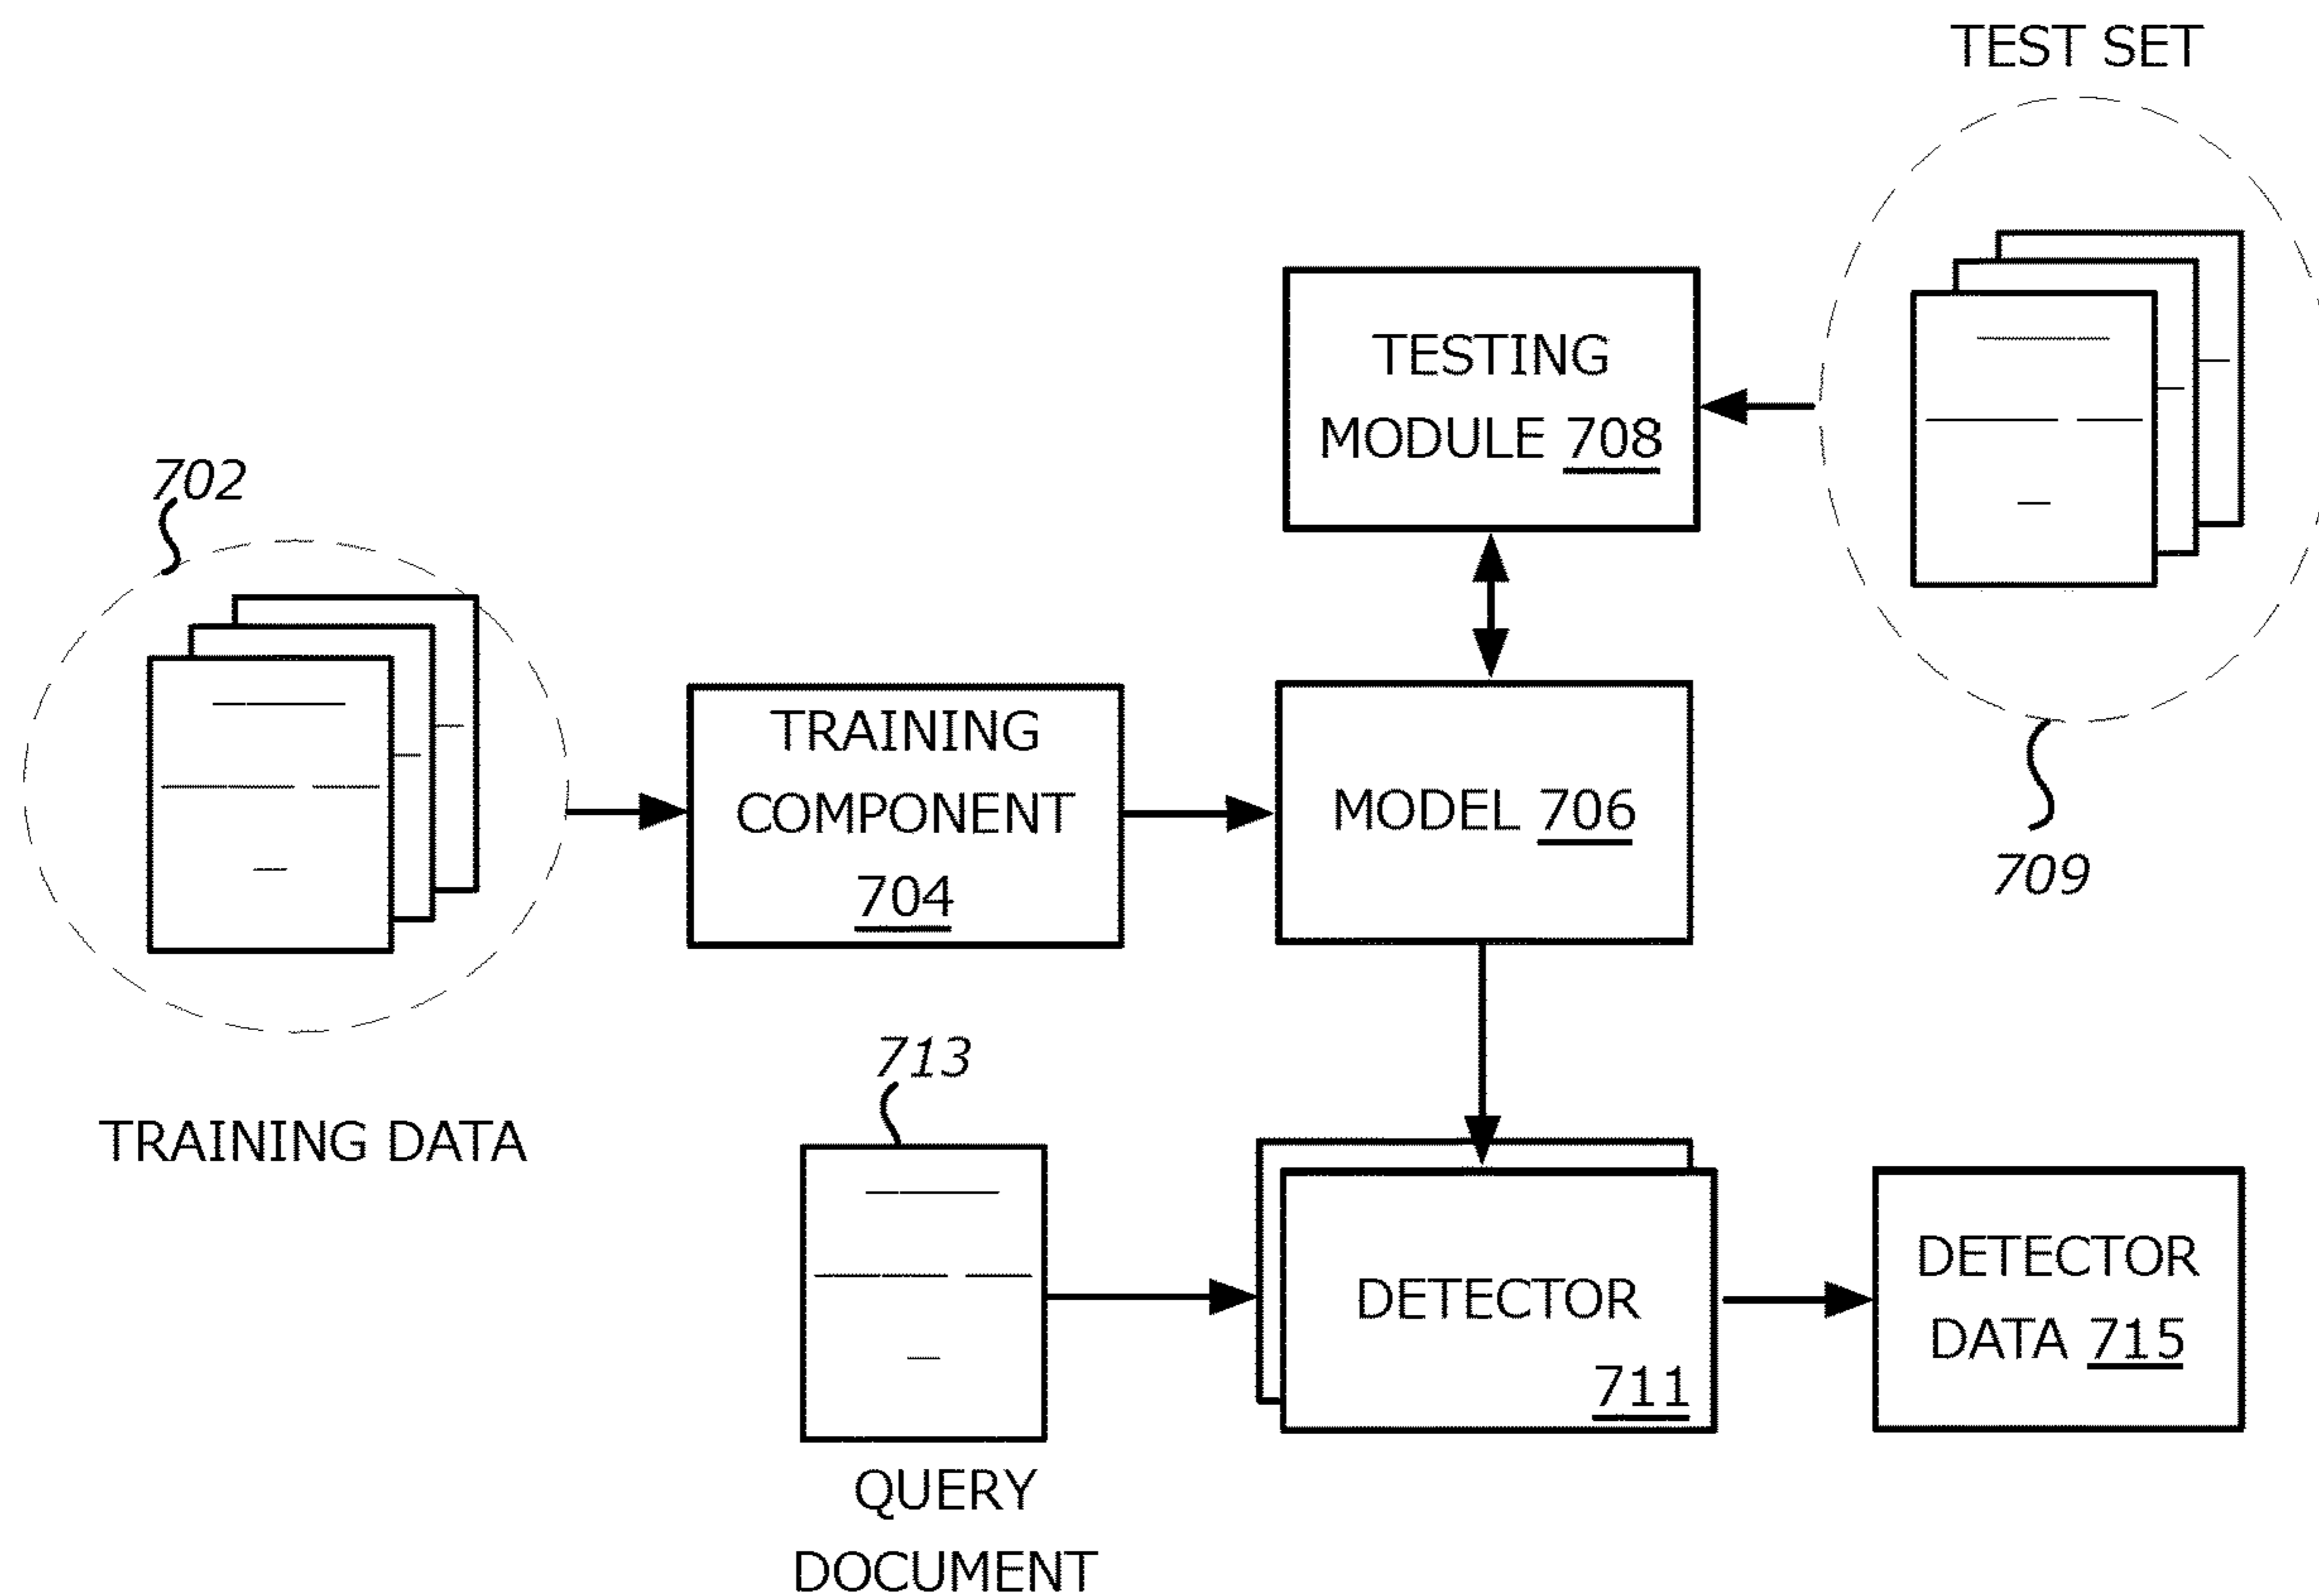 TEST SET
TESTING
MODULE 708
702
TRAINING
COMPONENT
704
MODEL 706
709
TRAINING DATA
713
DETECTOR
711
DETECTOR
DATA 715
QUERY
DOCUMENT